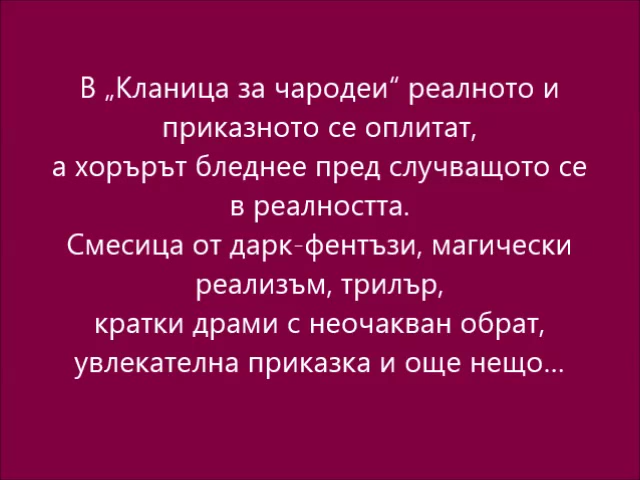 В „Кланица за чародеи“ реалното и
приказното се оплитат,
а хорърът бледнее пред случващото се
в реалността.
Смесица от дарк-фентъзи, магически
реализъм, трилър,
кратки драми с неочакван обрат,
увлекателна приказка и още нещо...